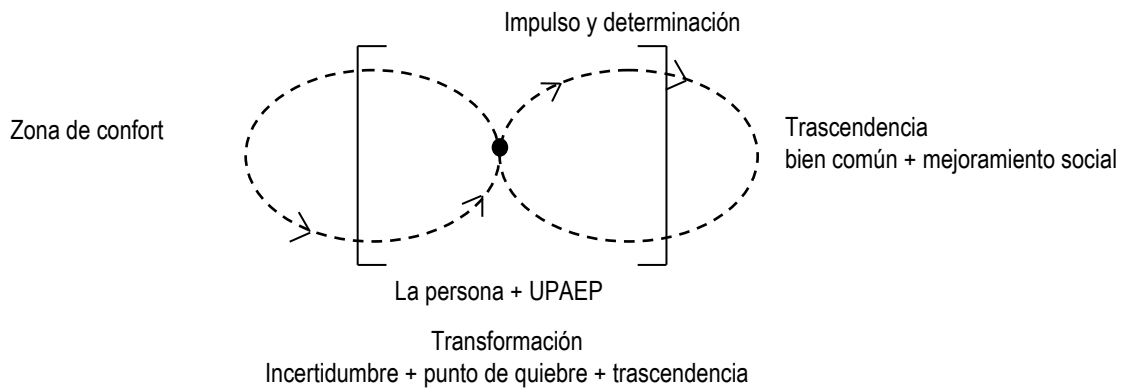 Impulso y determinación
Zona de confort
Trascendencia
bien común + mejoramiento social
La persona + UPAEP
Transformación
Incertidumbre + punto de quiebre + trascendencia